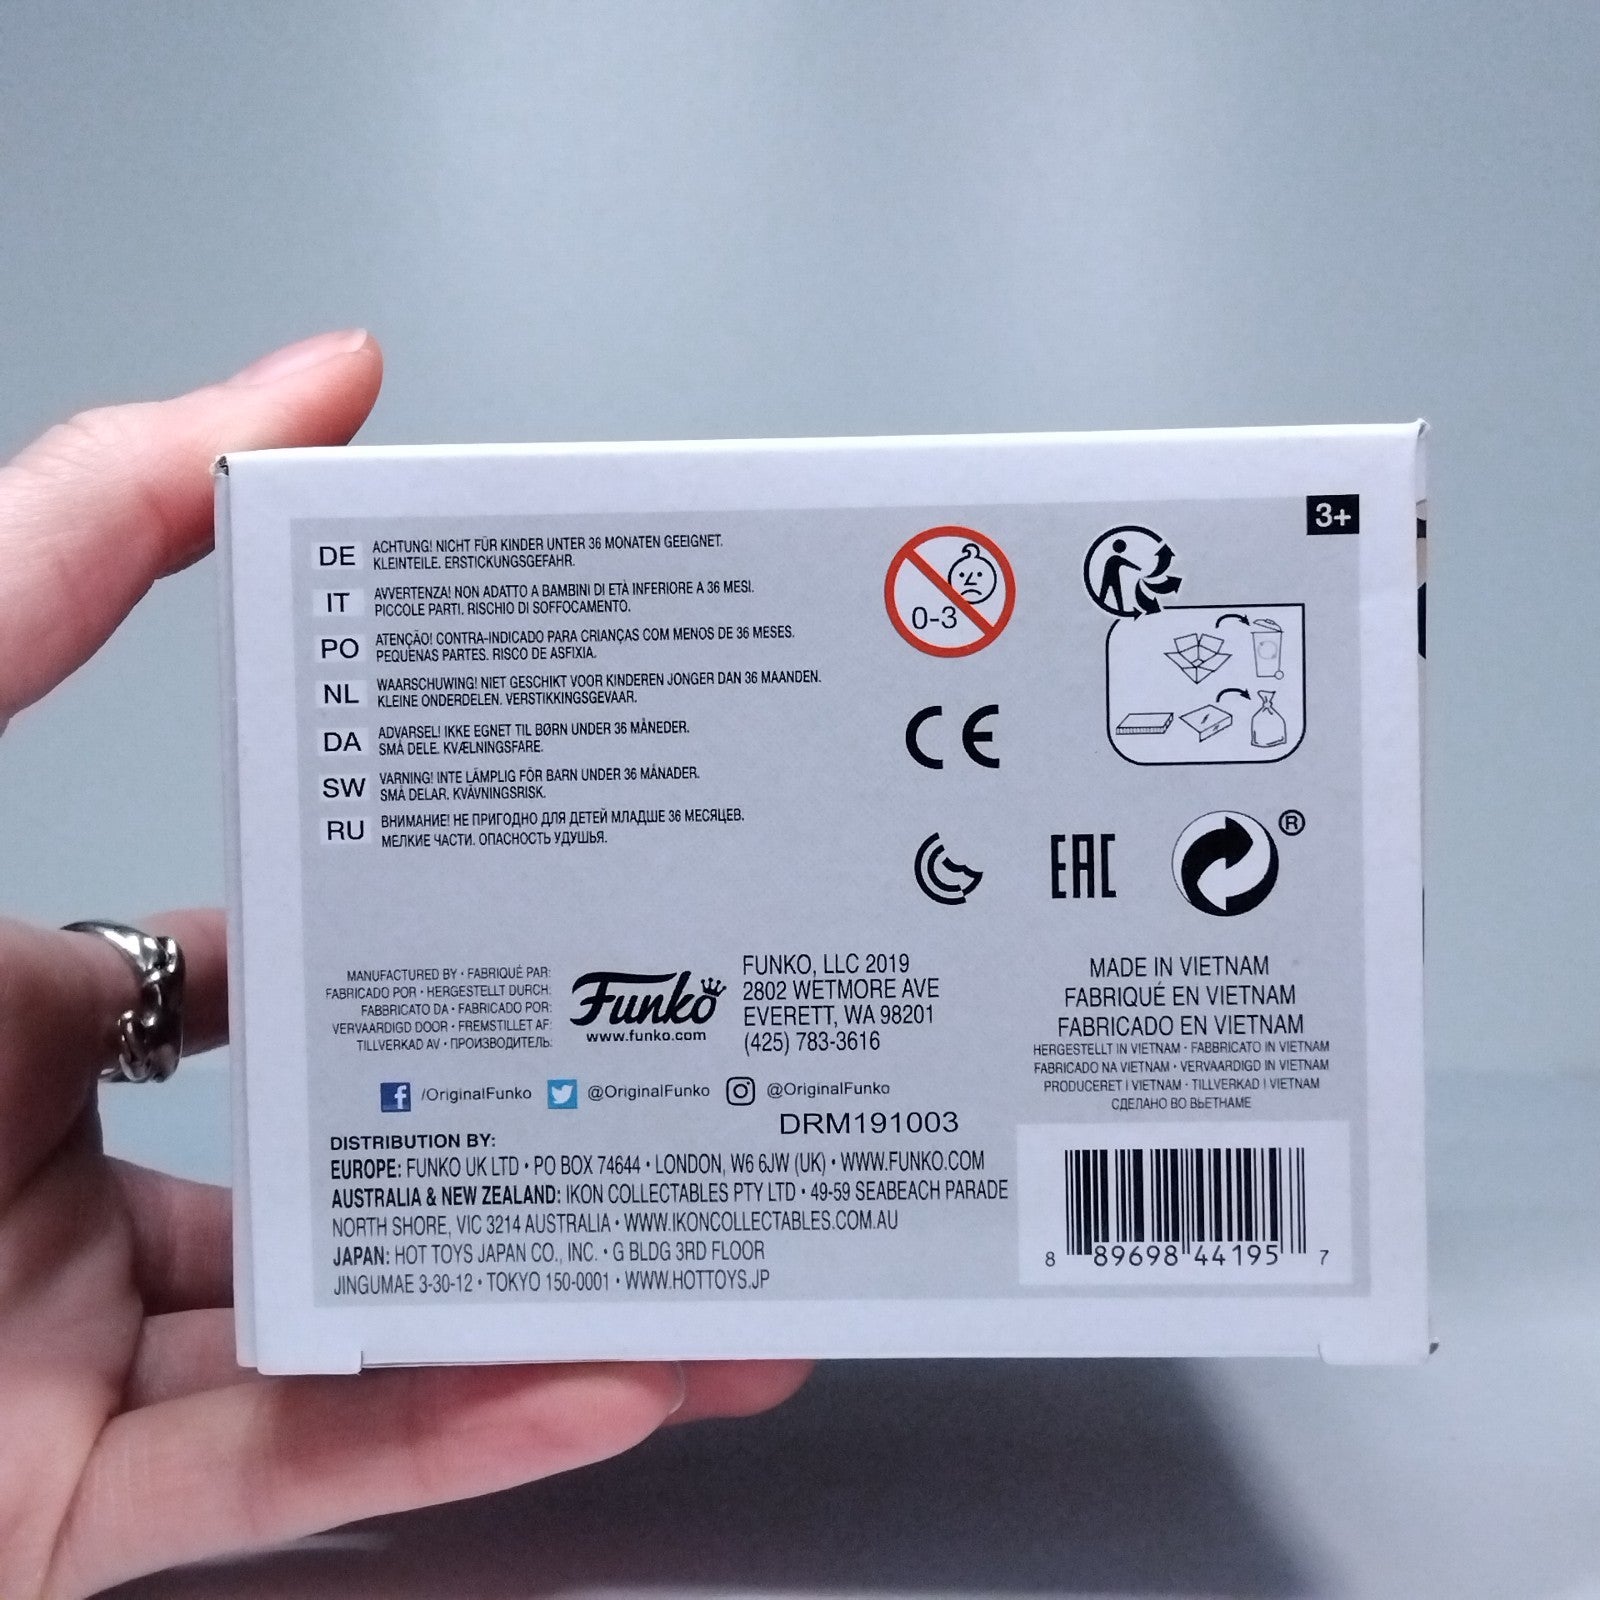 3+
DE ACHTUNG! NICHT FÜR KINDER UNTER 36 MONATEN GEEIGNET.
KLEINTEILE. ERSTICKUNGSGEFAHR.
IT AVVERTENZA! NON ADATTO A BAMBINI DI ETÀ INFERIORE A 36 MESI.
PICCOLE PARTI. RISCHIO DI SOFFOCAMENTO.
PO ATENÇÃO! CONTRA-INDICADO PARA CRIANÇAS COM MENOS DE 36 MESES.
PEQUENAS PARTES. RISCO DE ASFIXIA.
NL WAARSCHUWING! NIET GESCHIKT VOOR KINDEREN JONGER DAN 36 MAANDEN.
KLEINE ONDERDELEN. VERSTIKKINGSGEVAAR.
DA ADVARSEL! IKKE EGNET TIL BØRN UNDER 36 MÅNEDER.
SMÅ DELE. KVÆLNINGSFARE.
SW VARNING! INTE LÄMPLIG FÖR BARN UNDER 36 MÅNADER.
SMÅ DELAR. KVÄVNINGSRISK.
RU ВНИМАНИЕ! НЕ ПРИГОДНО ДЛЯ ДЕТЕЙ МЛАДШЕ 36 МЕСЯЦЕВ.
МЕЛКИЕ ЧАСТИ. ОПАСНОСТЬ УДУШЬЯ.
0-3
CE
EAC
®
MANUFACTURED BY • FABRIQUÉ PAR:
FABRICADO POR • HERGESTELLT DURCH:
FABBRICATO DA • FABRICADO POR:
VERVAARDIGD DOOR • FREMSTILLET AF:
TILLVERKAD AV • ПРОИЗВОДИТЕЛЬ:
Funko
www.funko.com
FUNKO, LLC 2019
2802 WETMORE AVE
EVERETT, WA 98201
(425) 783-3616
MADE IN VIETNAM
FABRIQUÉ EN VIETNAM
FABRICADO EN VIETNAM
HERGESTELLT IN VIETNAM • FABBRICATO IN VIETNAM
FABRICADO NA VIETNAM • VERVAARDIGD IN VIETNAM
PRODUCERET I VIETNAM • TILLVERKAD I VIETNAM
СДЕЛАНО ВО ВЬЕТНАМЕ
/OriginalFunko @OriginalFunko @OriginalFunko
DRM191003
DISTRIBUTION BY:
EUROPE: FUNKO UK LTD • PO BOX 74644 • LONDON, W6 6JW (UK) • WWW.FUNKO.COM
AUSTRALIA & NEW ZEALAND: IKON COLLECTABLES PTY LTD • 49-59 SEABEACH PARADE
NORTH SHORE, VIC 3214 AUSTRALIA • WWW.IKONCOLLECTABLES.COM.AU
JAPAN: HOT TOYS JAPAN CO., INC. • G BLDG 3RD FLOOR
JINGUMAE 3-30-12 • TOKYO 150-0001 • WWW.HOTTOYS.JP
8 89698 44195 7